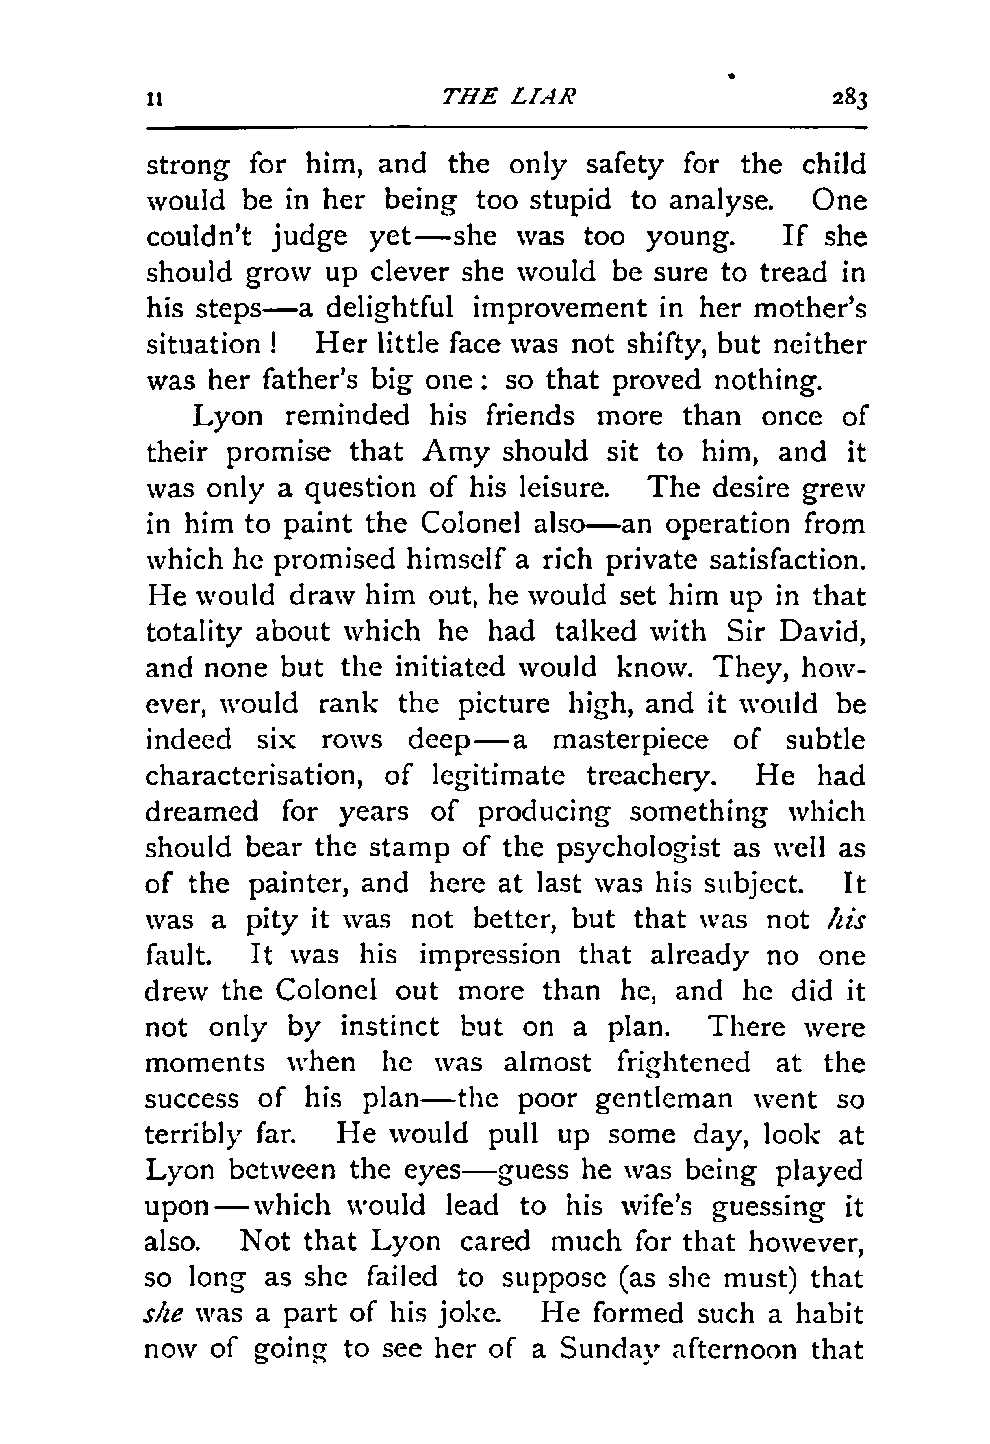 II THE LIAR 283
strong for him, and the only safety for the child
would be in her being too stupid to analyse. One
couldn't judge yet—she was too young. If she
should grow up clever she would be sure to tread in
his steps—a delightful improvement in her mother's
situation! Her little face was not shifty, but neither
was her father's big one: so that proved nothing.
Lyon reminded his friends more than once of
their promise that Amy should sit to him, and it
was only a question of his leisure. The desire grew
in him to paint the Colonel also—an operation from
which he promised himself a rich private satisfaction.
He would draw him out, he would set him up in that
totality about which he had talked with Sir David,
and none but the initiated would know. They, how-
ever, would rank the picture high, and it would be
indeed six rows deep—a masterpiece of subtle
characterisation, of legitimate treachery. He had
dreamed for years of producing something which
should bear the stamp of the psychologist as well as
of the painter, and here at last was his subject. It
was a pity it was not better, but that was not his
fault. It was his impression that already no one
drew the Colonel out more than he, and he did it
not only by instinct but on a plan. There were
moments when he was almost frightened at the
success of his plan—the poor gentleman went so
terribly far. He would pull up some day, look at
Lyon between the eyes—guess he was being played
upon—which would lead to his wife's guessing it
also. Not that Lyon cared much for that however,
so long as she failed to suppose (as she must) that
she was a part of his joke. He formed such a habit
now of going to see her of a Sunday afternoon that